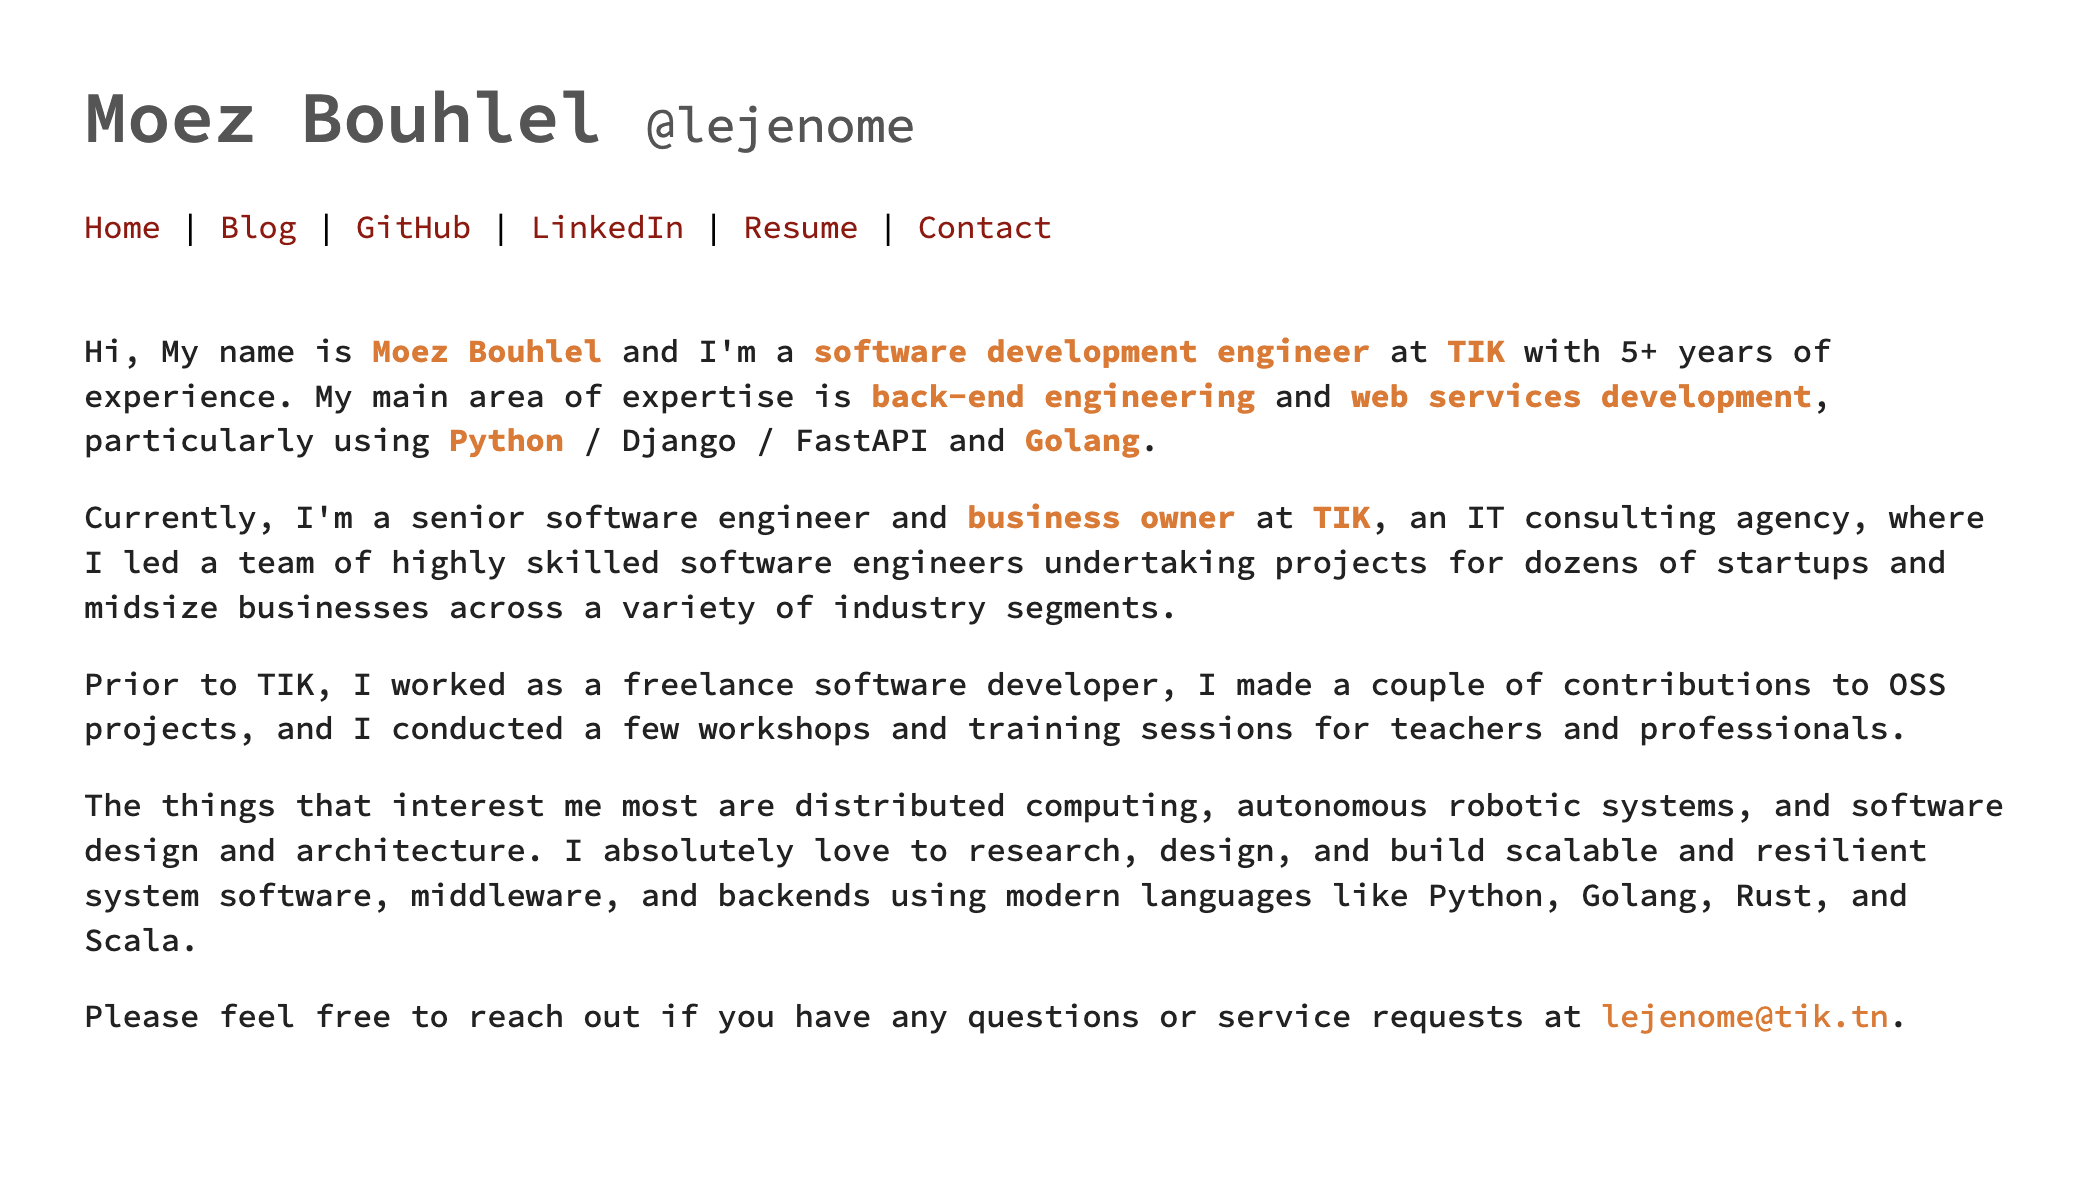 Moez Bouhlel @lejenome
Home | Blog | GitHub | LinkedIn | Resume | Contact
Hi, My name is Moez Bouhlel and I'm a software development engineer at TIK with 5+ years of
experience. My main area of expertise is back-end engineering and web services development,
particularly using Python / Django / FastAPI and Golang.
Currently, I'm a senior software engineer and business owner at TIK, an IT consulting agency, where
I led a team of highly skilled software engineers undertaking projects for dozens of startups and
midsize businesses across a variety of industry segments.
Prior to TIK, I worked as a freelance software developer, I made a couple of contributions to OSS
projects, and I conducted a few workshops and training sessions for teachers and professionals.
The things that interest me most are distributed computing, autonomous robotic systems, and software
design and architecture. I absolutely love to research, design, and build scalable and resilient
system software, middleware, and backends using modern languages like Python, Golang, Rust, and
Scala.
Please feel free to reach out if you have any questions or service requests at lejenome@tik.tn.